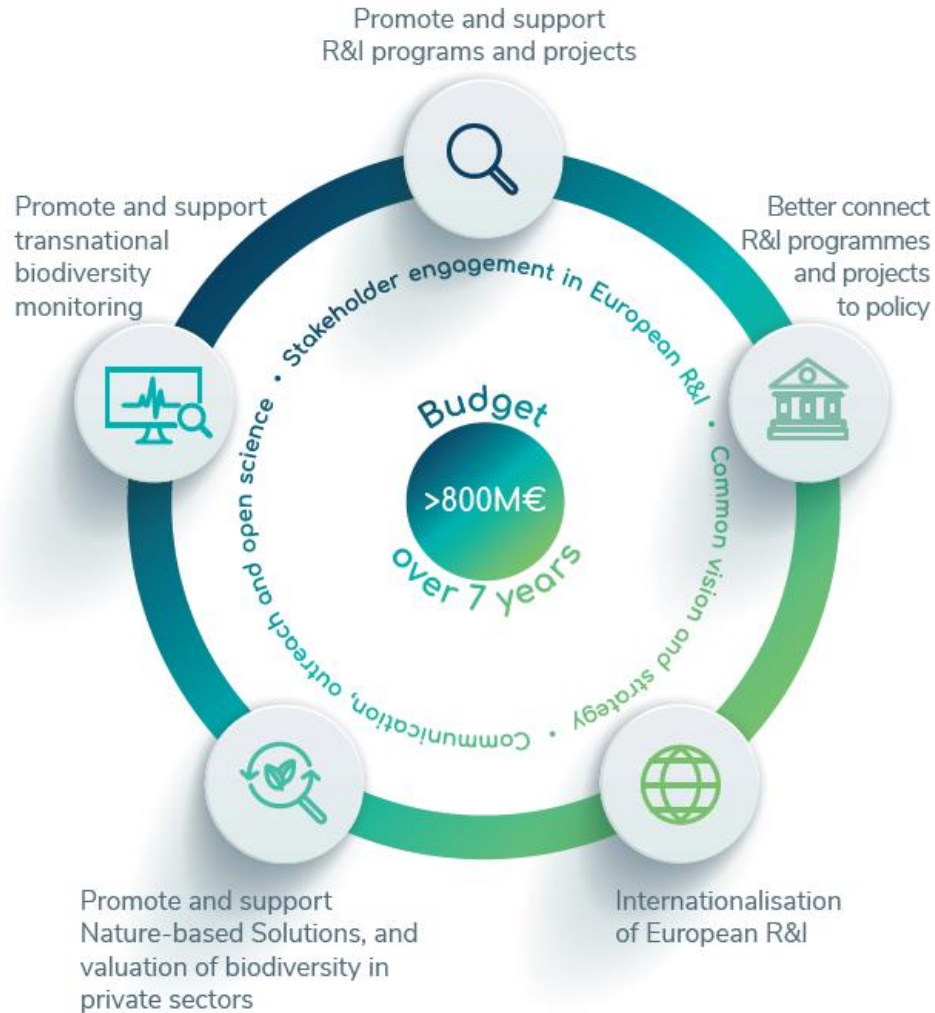 Promote and support
R&I programs and projects
Promote and support
transnational
biodiversity
monitoring
Better connect
R&I programmes
and projects
to policy
• Stakeholder engagement in European R&I • Common vision and strategy • Communication, outreach and open science
Budget
>800M€
over 7 years
Promote and support
Nature-based Solutions, and
valuation of biodiversity in
private sectors
Internationalisation
of European R&I